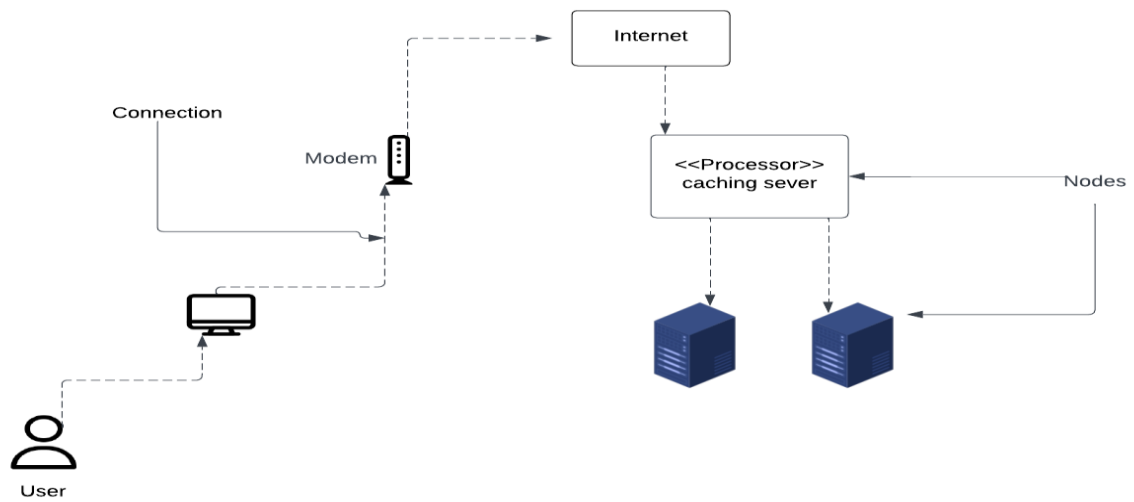 Internet
Connection
Modem
<<Processor>>
caching sever
Nodes
User